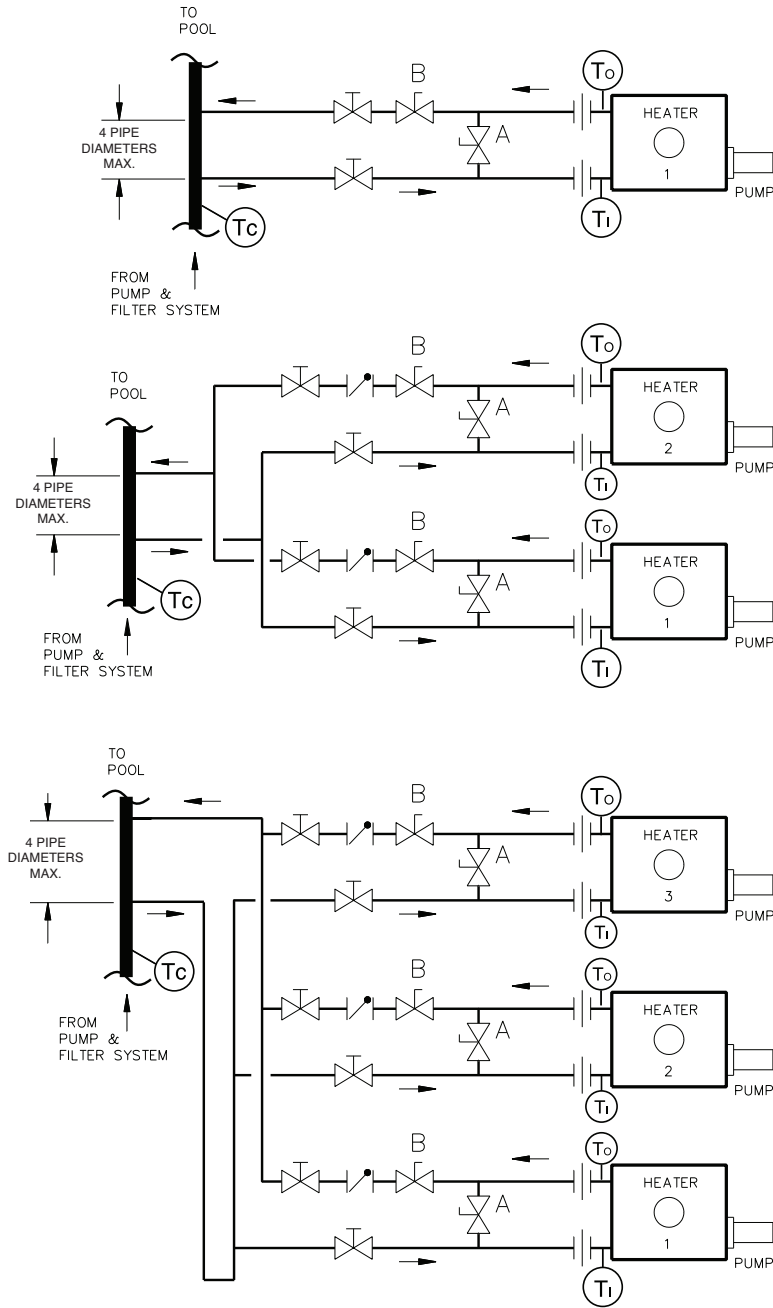 TO
POOL
B
To
HEATER
1
4 PIPE
DIAMETERS
MAX.
A
PUMP
TI
Tc
FROM
PUMP &
FILTER SYSTEM
B
To
TO
POOL
HEATER
2
A
PUMP
4 PIPE
DIAMETERS
MAX.
TI
B
To
HEATER
1
Tc
A
PUMP
FROM
PUMP &
FILTER SYSTEM
TI
TO
POOL
B
To
HEATER
3
4 PIPE
DIAMETERS
MAX.
A
PUMP
TI
Tc
B
To
HEATER
2
FROM
PUMP &
FILTER SYSTEM
A
PUMP
TI
B
To
HEATER
1
A
PUMP
TI